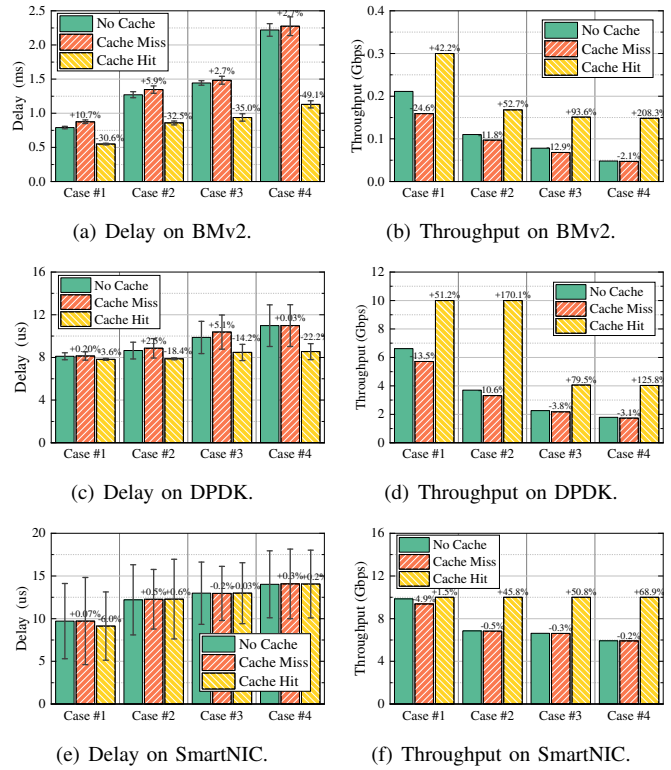 2.5
2.0
1.5
1.0
0.5
0.0
Delay (ms)
No Cache
Cache Miss
Cache Hit
+10.7%
-30.6%
+5.9%
-32.5%
+2.7%
-35.0%
+2.7%
-49.1%
Case #1 Case #2 Case #3 Case #4
(a) Delay on BMv2.
0.4
0.3
0.2
0.1
0.0
Throughput (Gbps)
No Cache
Cache Miss
Cache Hit
-24.6%
+42.2%
-11.8%
+52.7%
-12.9%
+93.6%
-2.1%
+208.3%
Case #1 Case #2 Case #3 Case #4
(b) Throughput on BMv2.
16
12
8
4
0
Delay (us)
No Cache
Cache Miss
Cache Hit
+0.20%
-3.6%
-18.4%
+5.1%
-14.2%
+0.03%
-22.2%
Case #1 Case #2 Case #3 Case #4
(c) Delay on DPDK.
12
10
8
6
4
2
0
Throughput (Gbps)
No Cache
Cache Miss
Cache Hit
-13.5%
+51.2%
-10.6%
+170.1%
-3.8%
+79.5%
-3.1%
+125.8%
Case #1 Case #2 Case #3 Case #4
(d) Throughput on DPDK.
20
15
10
5
0
Delay (us)
No Cache
Cache Miss
Cache Hit
+0.07%
-6.0%
+0.5%
+0.6%
-0.2%
+0.03%
+0.3%
+0.2%
Case #1 Case #2 Case #3 Case #4
(e) Delay on SmartNIC.
16
12
8
4
0
Throughput (Gbps)
No Cache
Cache Miss
Cache Hit
-4.9%
+1.5%
-0.5%
+45.8%
-0.3%
+50.8%
-0.2%
+68.9%
Case #1 Case #2 Case #3 Case #4
(f) Throughput on SmartNIC.